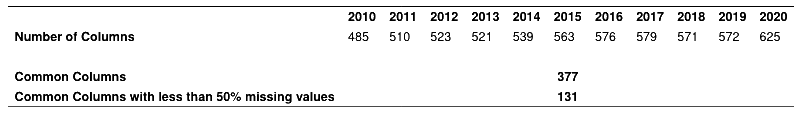 2010 2011 2012 2013 2014 2015 2016 2017 2018 2019 2020
Number of Columns 485 510 523 521 539 563 576 579 571 572 625
Common Columns 377
Common Columns with less than 50% missing values 131